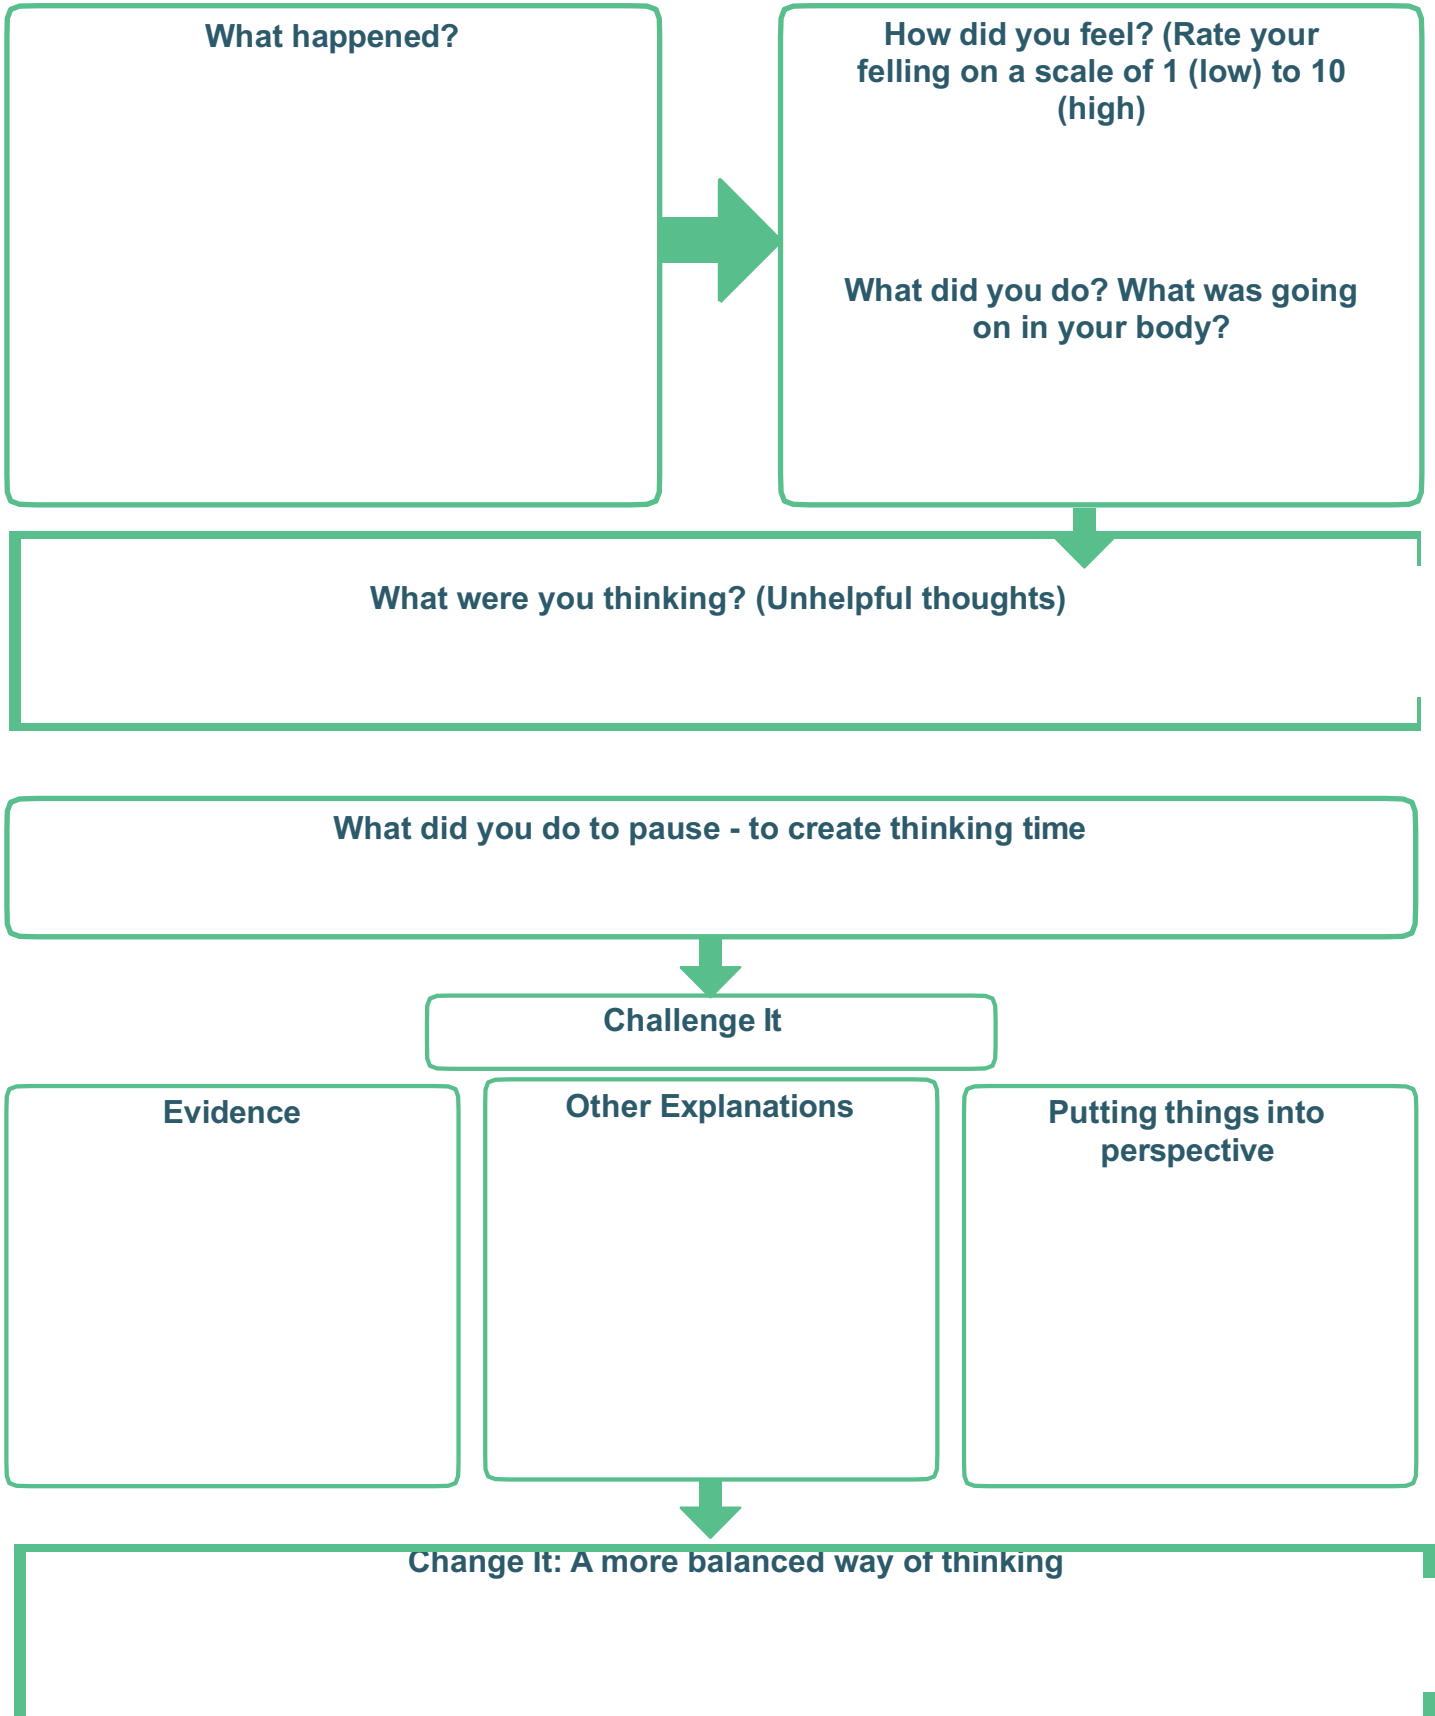 What happened?
How did you feel? (Rate your
felling on a scale of 1 (low) to 10
(high)
What did you do? What was going
on in your body?
What were you thinking? (Unhelpful thoughts)
What did you do to pause - to create thinking time
Challenge It
Evidence
Other Explanations
Putting things into
perspective
Change It: A more balanced way of thinking